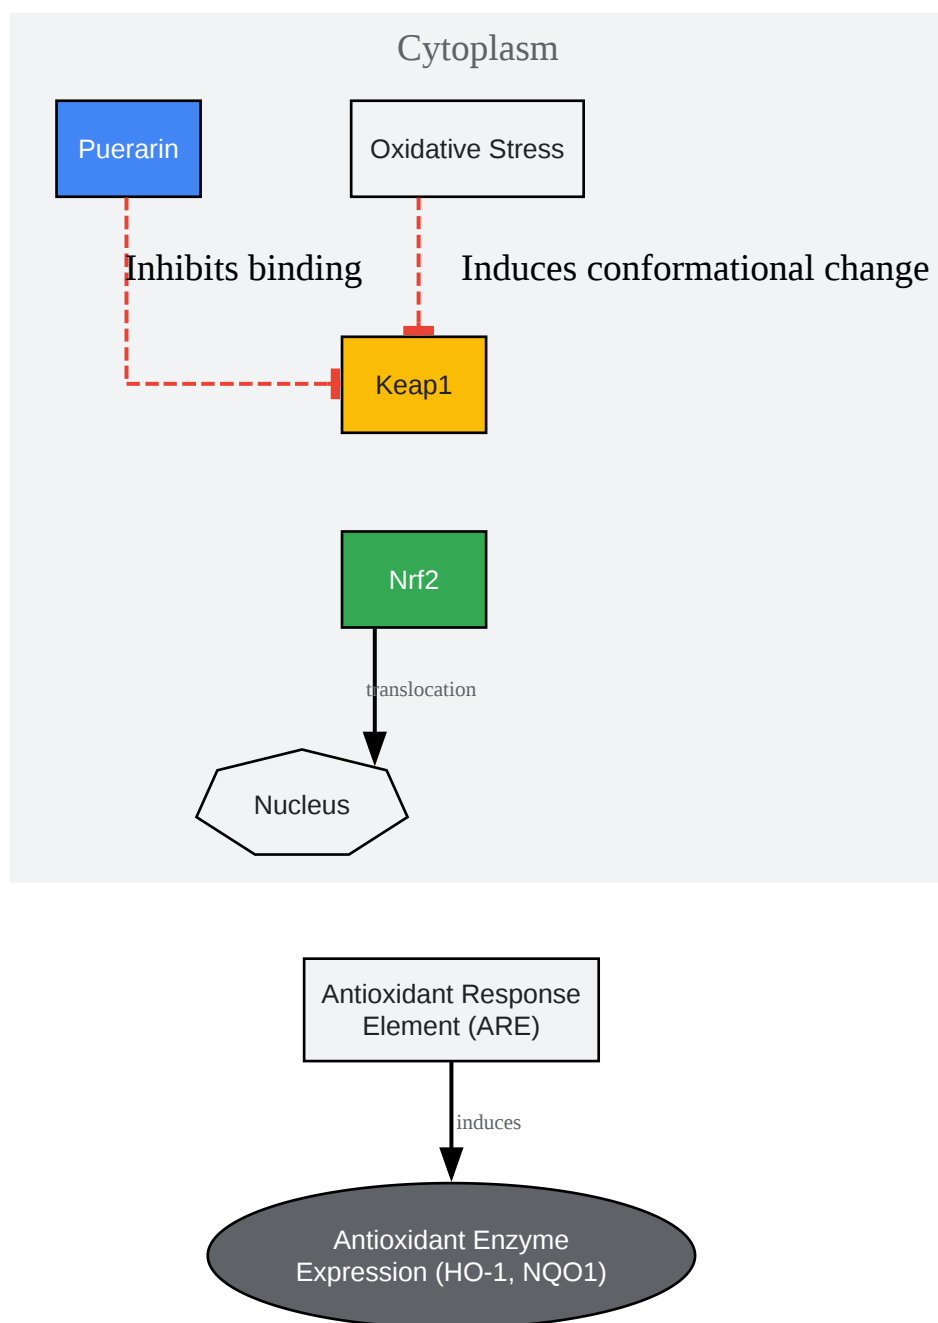 Cytoplasm
Puerarin
Oxidative Stress
Inhibits binding
Induces conformational change
Keap1
Nrf2
translocation
Nucleus
Antioxidant Response
Element (ARE)
induces
Antioxidant Enzyme
Expression (HO-1, NQO1)